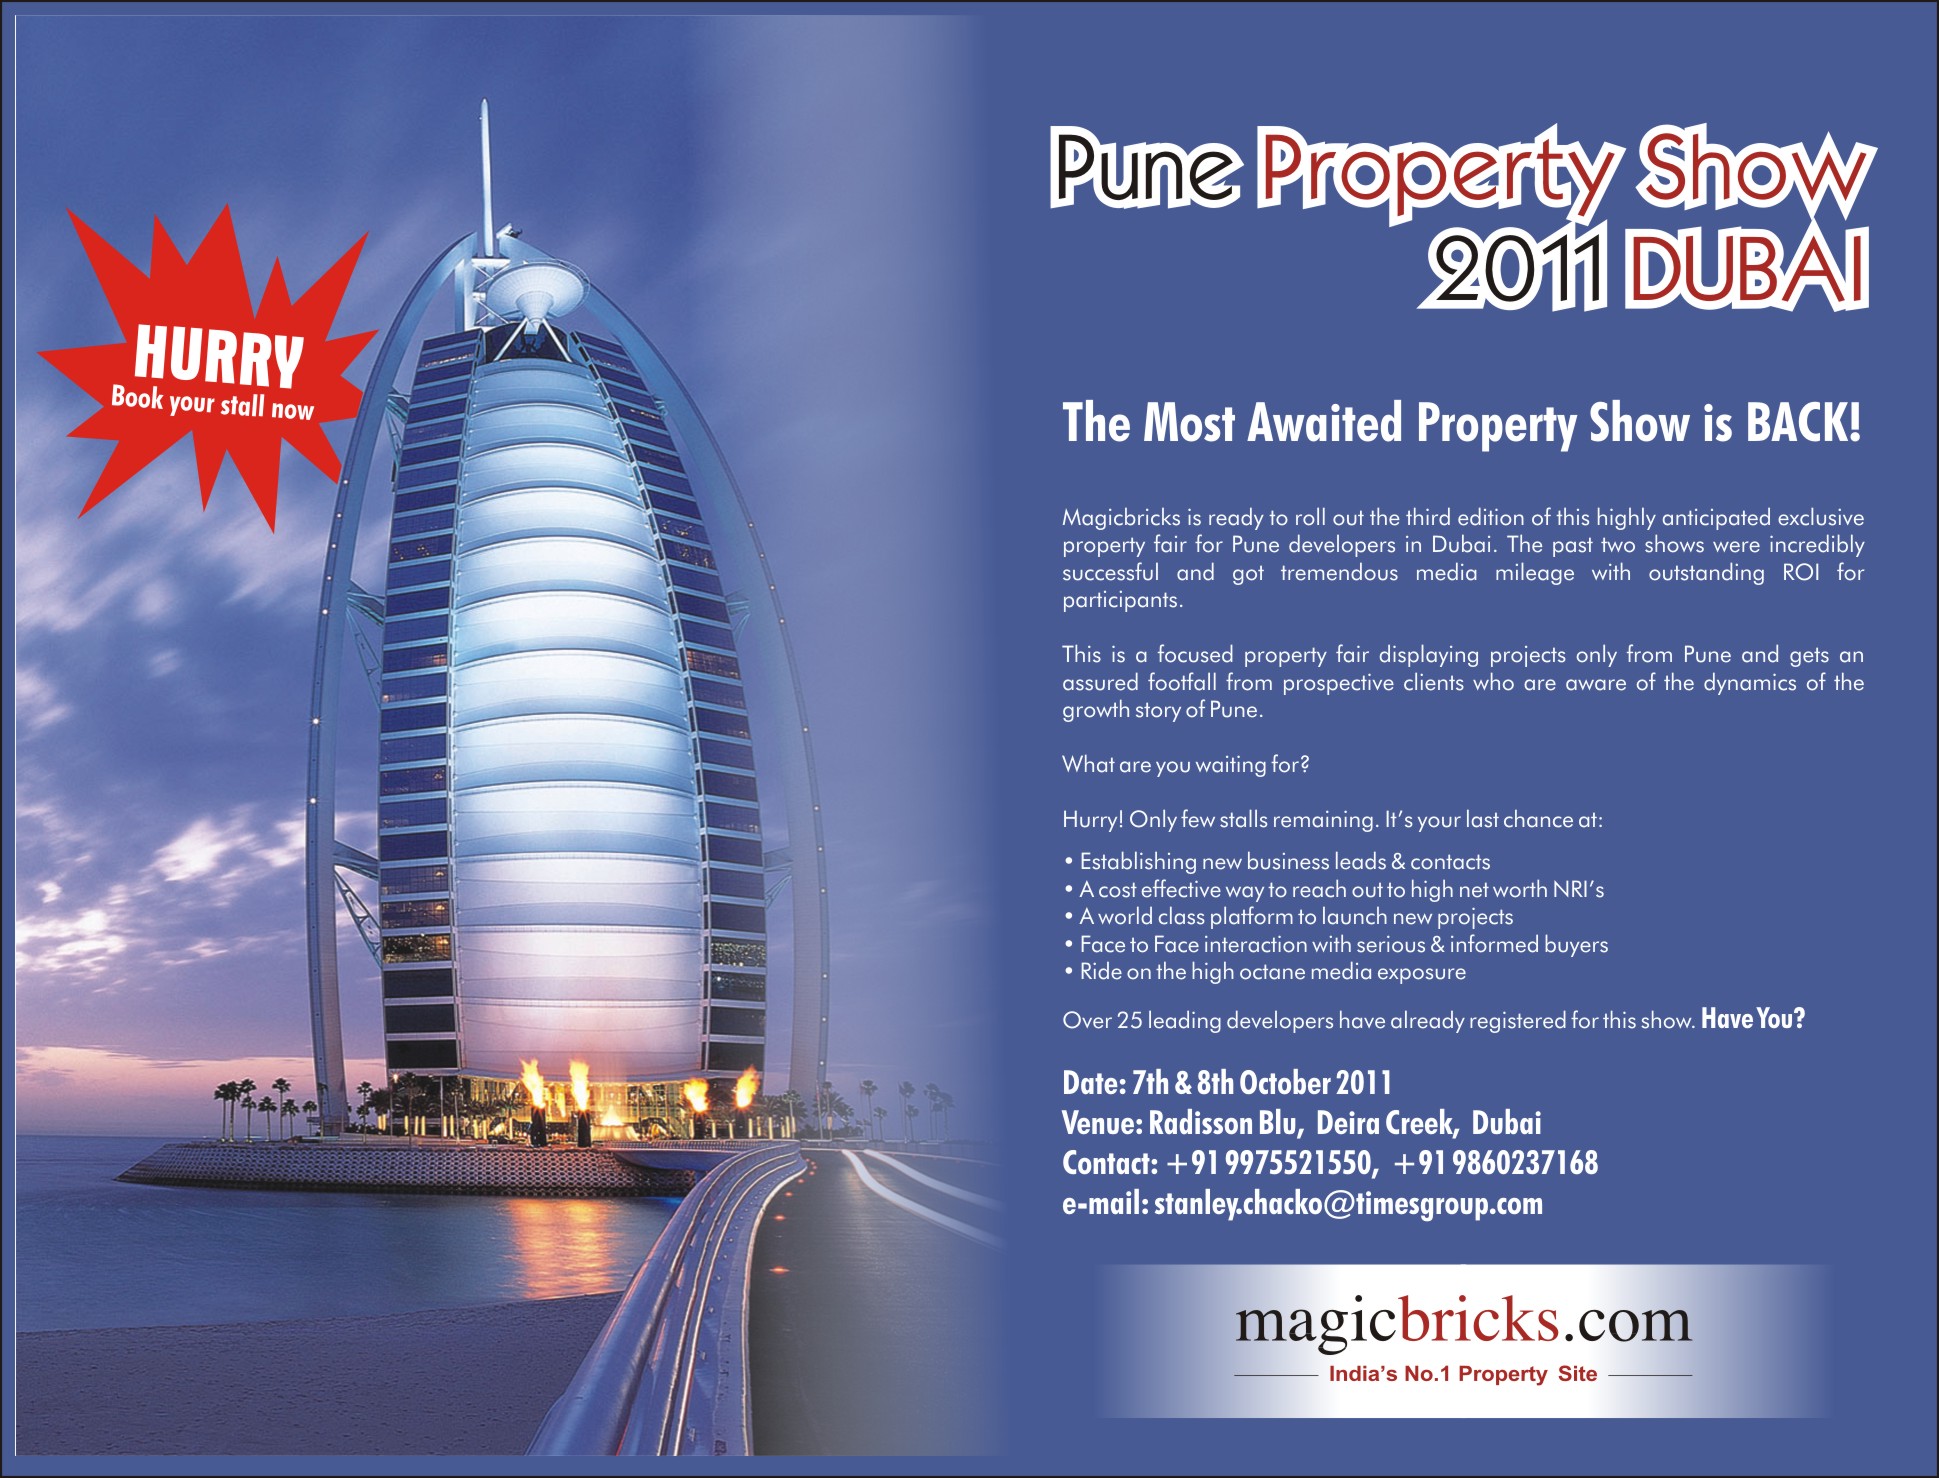 HURRY
Book your stall now
Pune Property Show
2011 DUBAI
The Most Awaited Property Show is BACK!
Magicbricks is ready to roll out the third edition of this highly anticipated exclusive
property fair for Pune developers in Dubai. The past two shows were incredibly
successful and got tremendous media mileage with outstanding ROI for
participants.
This is a focused property fair displaying projects only from Pune and gets an
assured footfall from prospective clients who are aware of the dynamics of the
growth story of Pune.
What are you waiting for?
Hurry! Only few stalls remaining. It's your last chance at:
• Establishing new business leads & contacts
• A cost effective way to reach out to high net worth NRI's
• A world class platform to launch new projects
• Face to Face interaction with serious & informed buyers
• Ride on the high octane media exposure
Over 25 leading developers have already registered for this show. Have You?
Date: 7th & 8th October 2011
Venue: Radisson Blu, Deira Creek, Dubai
Contact: +91 9975521550, +91 9860237168
e-mail: stanley.chacko@timesgroup.com
magicbricks.com
India's No.1 Property Site